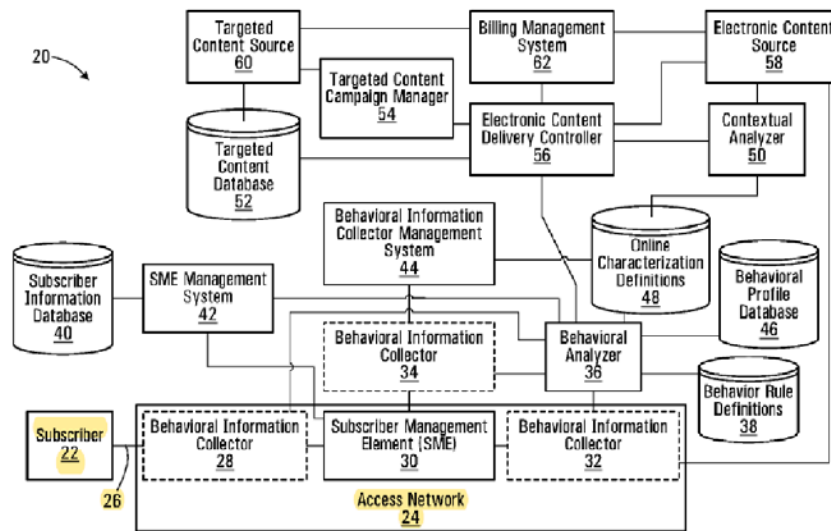 20
Targeted
Content Source
60
Billing Management
System
62
Electronic Content
Source
58
Targeted Content
Campaign Manager
54
Electronic Content
Delivery Controller
56
Contextual
Analyzer
50
Targeted
Content
Database
52
Behavioral Information
Collector Management
System
44
Online
Characterization
Definitions
48
Behavioral
Profile
Database
46
Subscriber
Information
Database
40
SME Management
System
42
Behavioral Information
Collector
34
Behavioral
Analyzer
36
Behavior Rule
Definitions
38
Subscriber
22
26
Behavioral Information
Collector
28
Subscriber Management
Element (SME)
30
Behavioral Information
Collector
32
Access Network
24